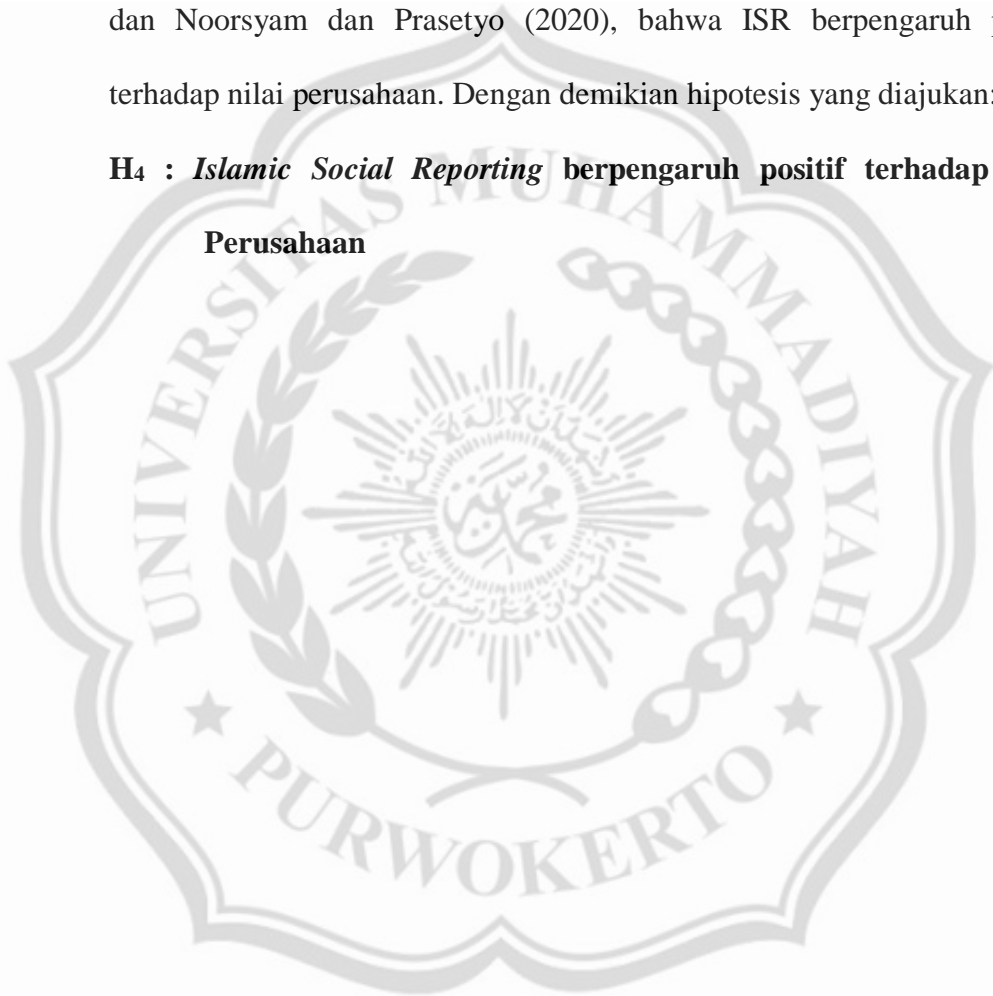 dan Noorsyam dan Prasetyo (2020), bahwa ISR berpengaruh
terhadap nilai perusahaan. Dengan demikian hipotesis yang diajukan:
H₄ : Islamic Social Reporting berpengaruh positif terhadap
Perusahaan
UNIVERSITAS MUHAMMADIYAH
PURWOKERTO